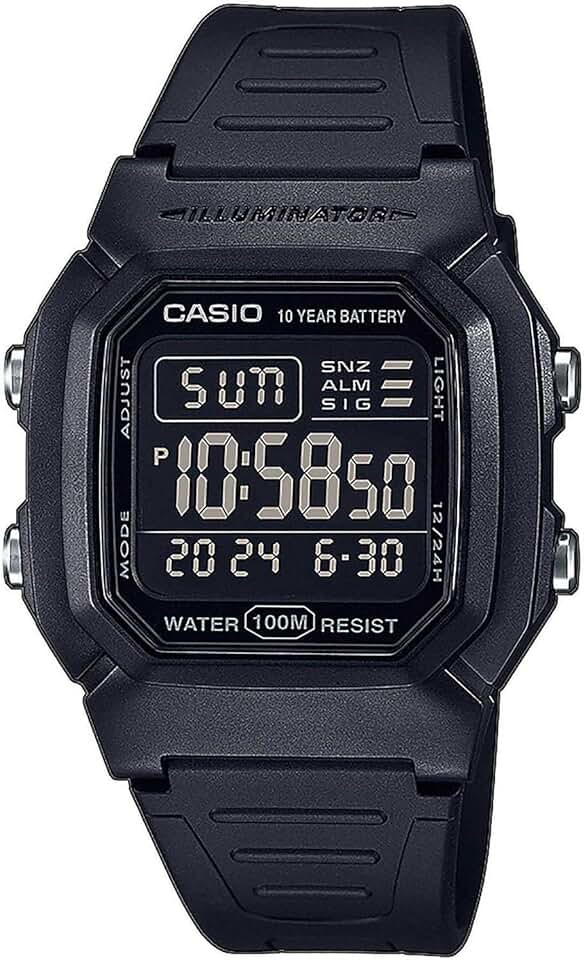 ILLUMINATOR
CASIO 10 YEAR BATTERY
ADJUST
LIGHT
SUN
SNZ
ALM
SIG
P 10:58 50
MODE
12/24H
20 24 6-30
WATER 100M RESIST